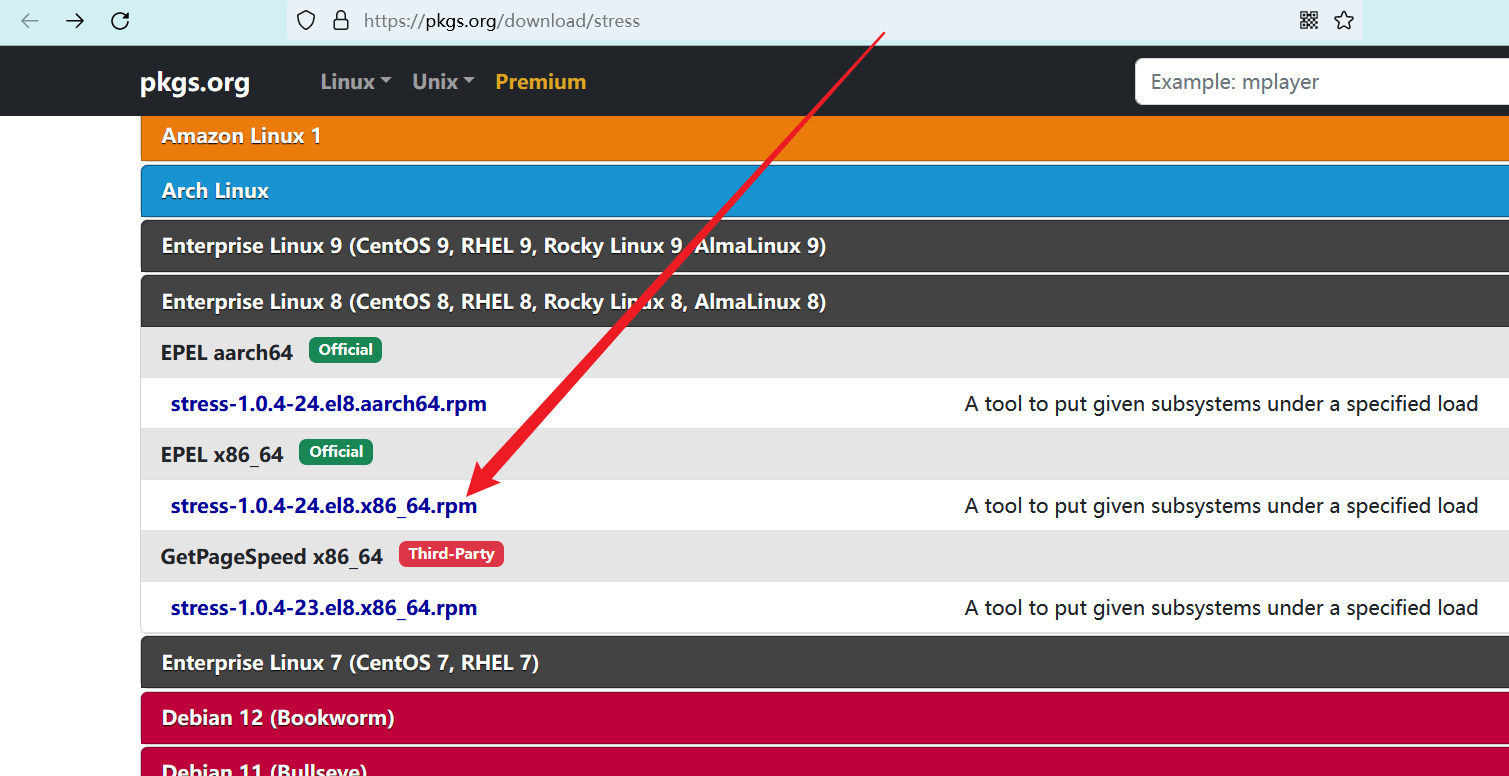 https://pkgs.org/download/stress
pkgs.org Linux Unix Premium Example: mplayer
Amazon Linux 1
Arch Linux
Enterprise Linux 9 (CentOS 9, RHEL 9, Rocky Linux 9, AlmaLinux 9)
Enterprise Linux 8 (CentOS 8, RHEL 8, Rocky Linux 8, AlmaLinux 8)
EPEL aarch64 Official
stress-1.0.4-24.el8.aarch64.rpm A tool to put given subsystems under a specified load
EPEL x86_64 Official
stress-1.0.4-24.el8.x86_64.rpm A tool to put given subsystems under a specified load
GetPageSpeed x86_64 Third-Party
stress-1.0.4-23.el8.x86_64.rpm A tool to put given subsystems under a specified load
Enterprise Linux 7 (CentOS 7, RHEL 7)
Debian 12 (Bookworm)
Debian 11 (Bullseye)